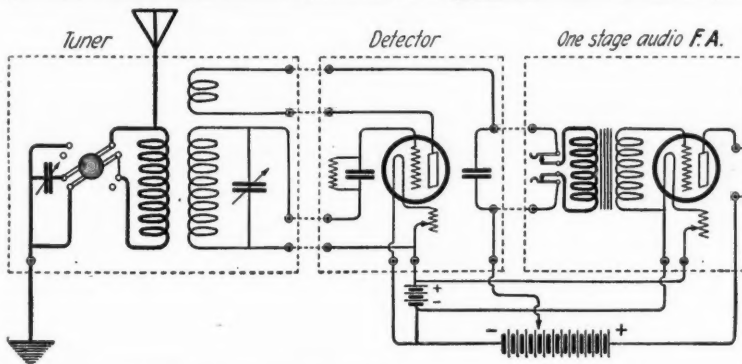 Tuner
Detector
One stage audio F.A.
+
-
- +